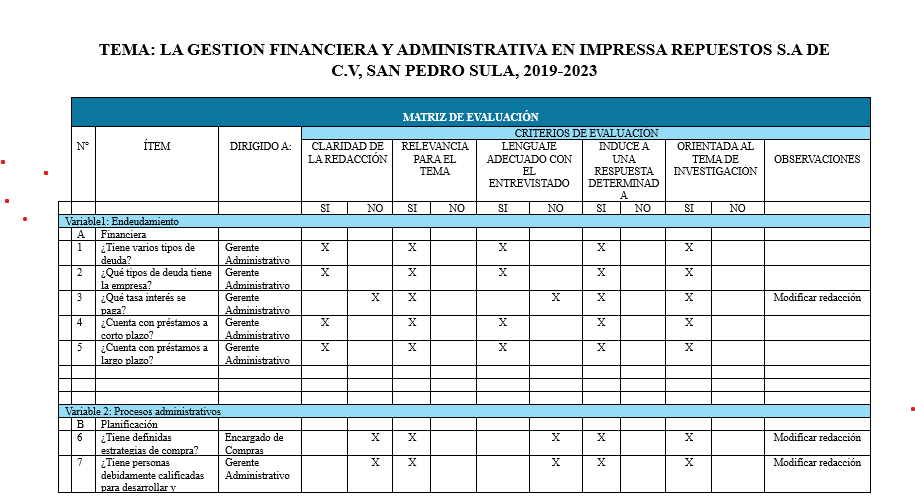 TEMA: LA GESTION FINANCIERA Y ADMINISTRATIVA EN IMPRESSA REPUESTOS S.A DE
C.V, SAN PEDRO SULA, 2019-2023
MATRIZ DE EVALUACIÓN
CRITERIOS DE EVALUACIÓN
N° ÍTEM DIRIGIDO A: CLARIDAD DE LA REDACCIÓN RELEVANCIA PARA EL TEMA LENGUAJE ADECUADO CON EL ENTREVISTADO INDUCE A UNA RESPUESTA DETERMINADA ORIENTADA AL TEMA DE INVESTIGACIÓN OBSERVACIONES
SI NO SI NO SI NO SI NO SI NO
Variable1: Endeudamiento
A Financiera
1 ¿Tiene varios tipos de deuda? Gerente Administrativo X X X X X
2 ¿Qué tipos de deuda tiene la empresa? Gerente Administrativo X X X X X
3 ¿Qué tasa interés se paga? Gerente Administrativo X X X X X Modificar redacción
4 ¿Cuenta con préstamos a corto plazo? Gerente Administrativo X X X X X
5 ¿Cuenta con préstamos a largo plazo? Gerente Administrativo X X X X X
Variable 2: Procesos administrativos
B Planificación
6 ¿Tiene definidas estrategias de compra? Encargado de Compras X X X X X Modificar redacción
7 ¿Tiene personas debidamente calificadas para desarrollar y Gerente Administrativo X X X X X Modificar redacción